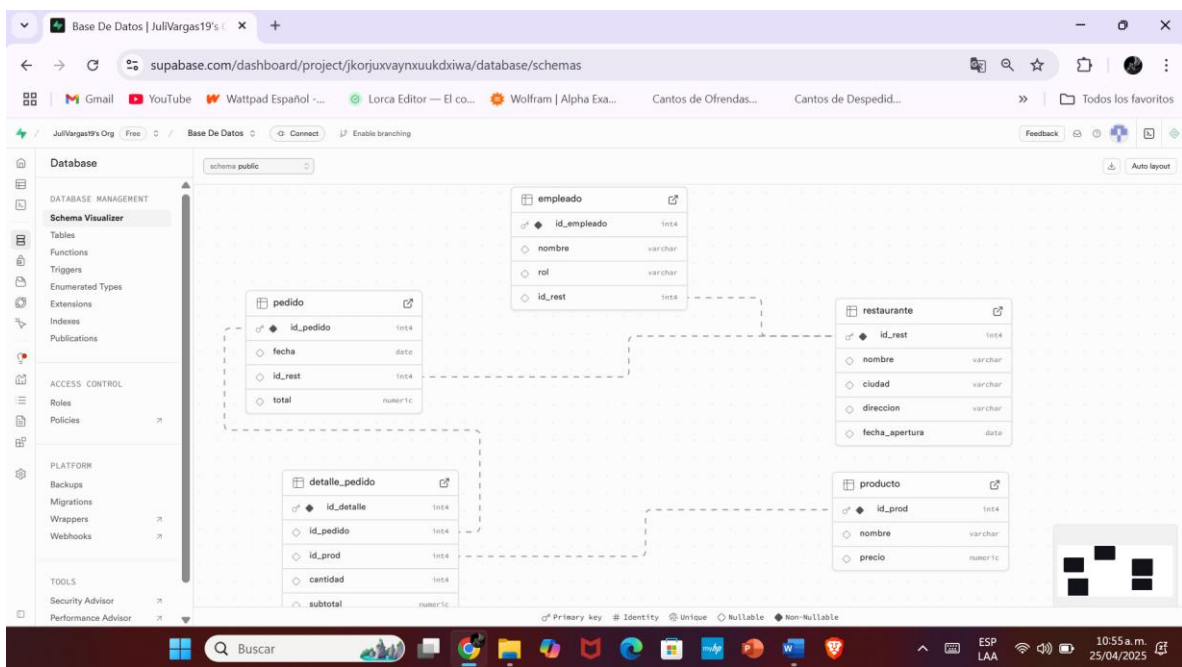 Base De Datos | JuliVargas19's
supabase.com/dashboard/project/jkorjuxvaynxuukdxiwa/database/schemas
Gmail YouTube Wattpad Español -... Lorca Editor — El co... Wolfram | Alpha Exa... Cantos de Ofrendas... Cantos de Despedid... » Todos los favoritos
JuliVargas19's Org Free / Base De Datos Connect Enable branching Feedback
Database
schema public
Auto layout
DATABASE MANAGEMENT
Schema Visualizer
Tables
Functions
Triggers
Enumerated Types
Extensions
Indexes
Publications
ACCESS CONTROL
Roles
Policies
PLATFORM
Backups
Migrations
Wrappers
Webhooks
TOOLS
Security Advisor
Performance Advisor
empleado
id_empleado int4
nombre varchar
rol varchar
id_rest int4
pedido
id_pedido int4
fecha date
id_rest int4
total numeric
restaurante
id_rest int4
nombre varchar
ciudad varchar
direccion varchar
fecha_apertura date
detalle_pedido
id_detalle int4
id_pedido int4
id_prod int4
cantidad int4
subtotal numeric
producto
id_prod int4
nombre varchar
precio numeric
Primary key # Identity Unique Nullable Non-Nullable
Buscar
myhp
ESP
LAA
10:55 a. m.
25/04/2025